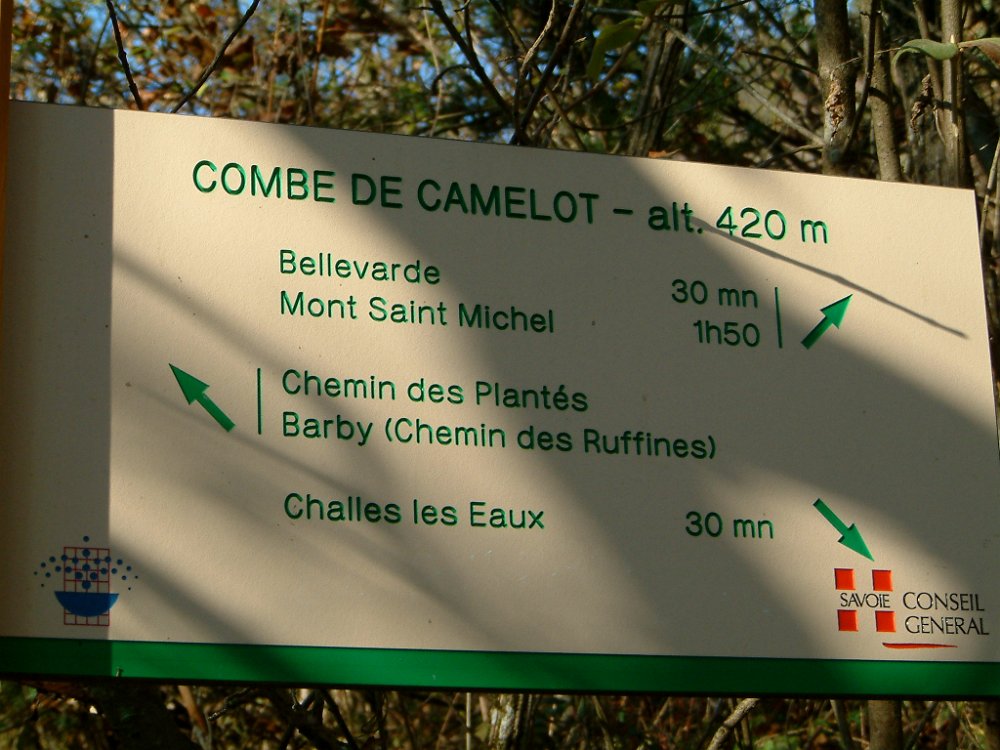 COMBE DE CAMELOT – alt. 420 m
Bellevarde 30 mn
Mont Saint Michel 1h50
Chemin des Plantés
Barby (Chemin des Ruffines)
Challes les Eaux 30 mn
SAVOIE CONSEIL
GENERAL